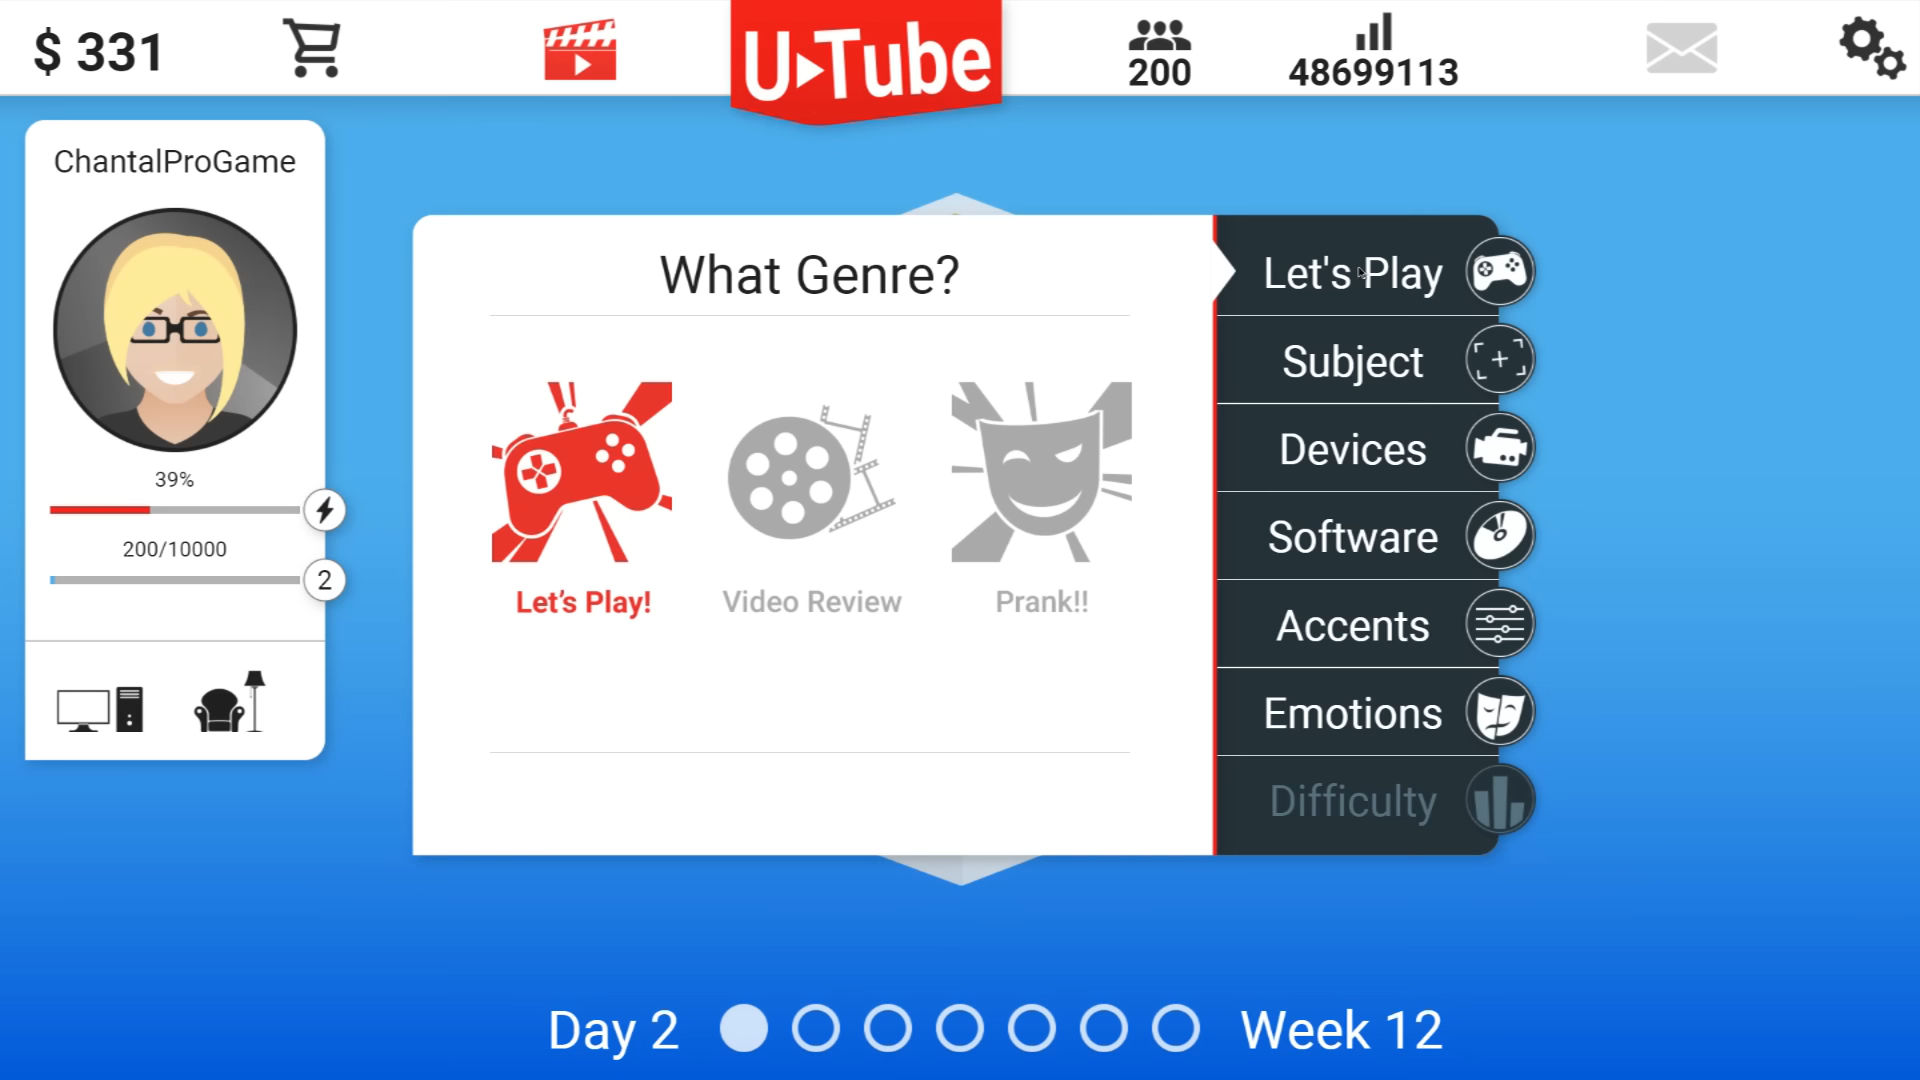 $ 331
U Tube
200
48699113
ChantalProGame
39%
200/10000
2
What Genre?
Let's Play!
Video Review
Prank!!
Let's Play
Subject
Devices
Software
Accents
Emotions
Difficulty
Day 2
Week 12